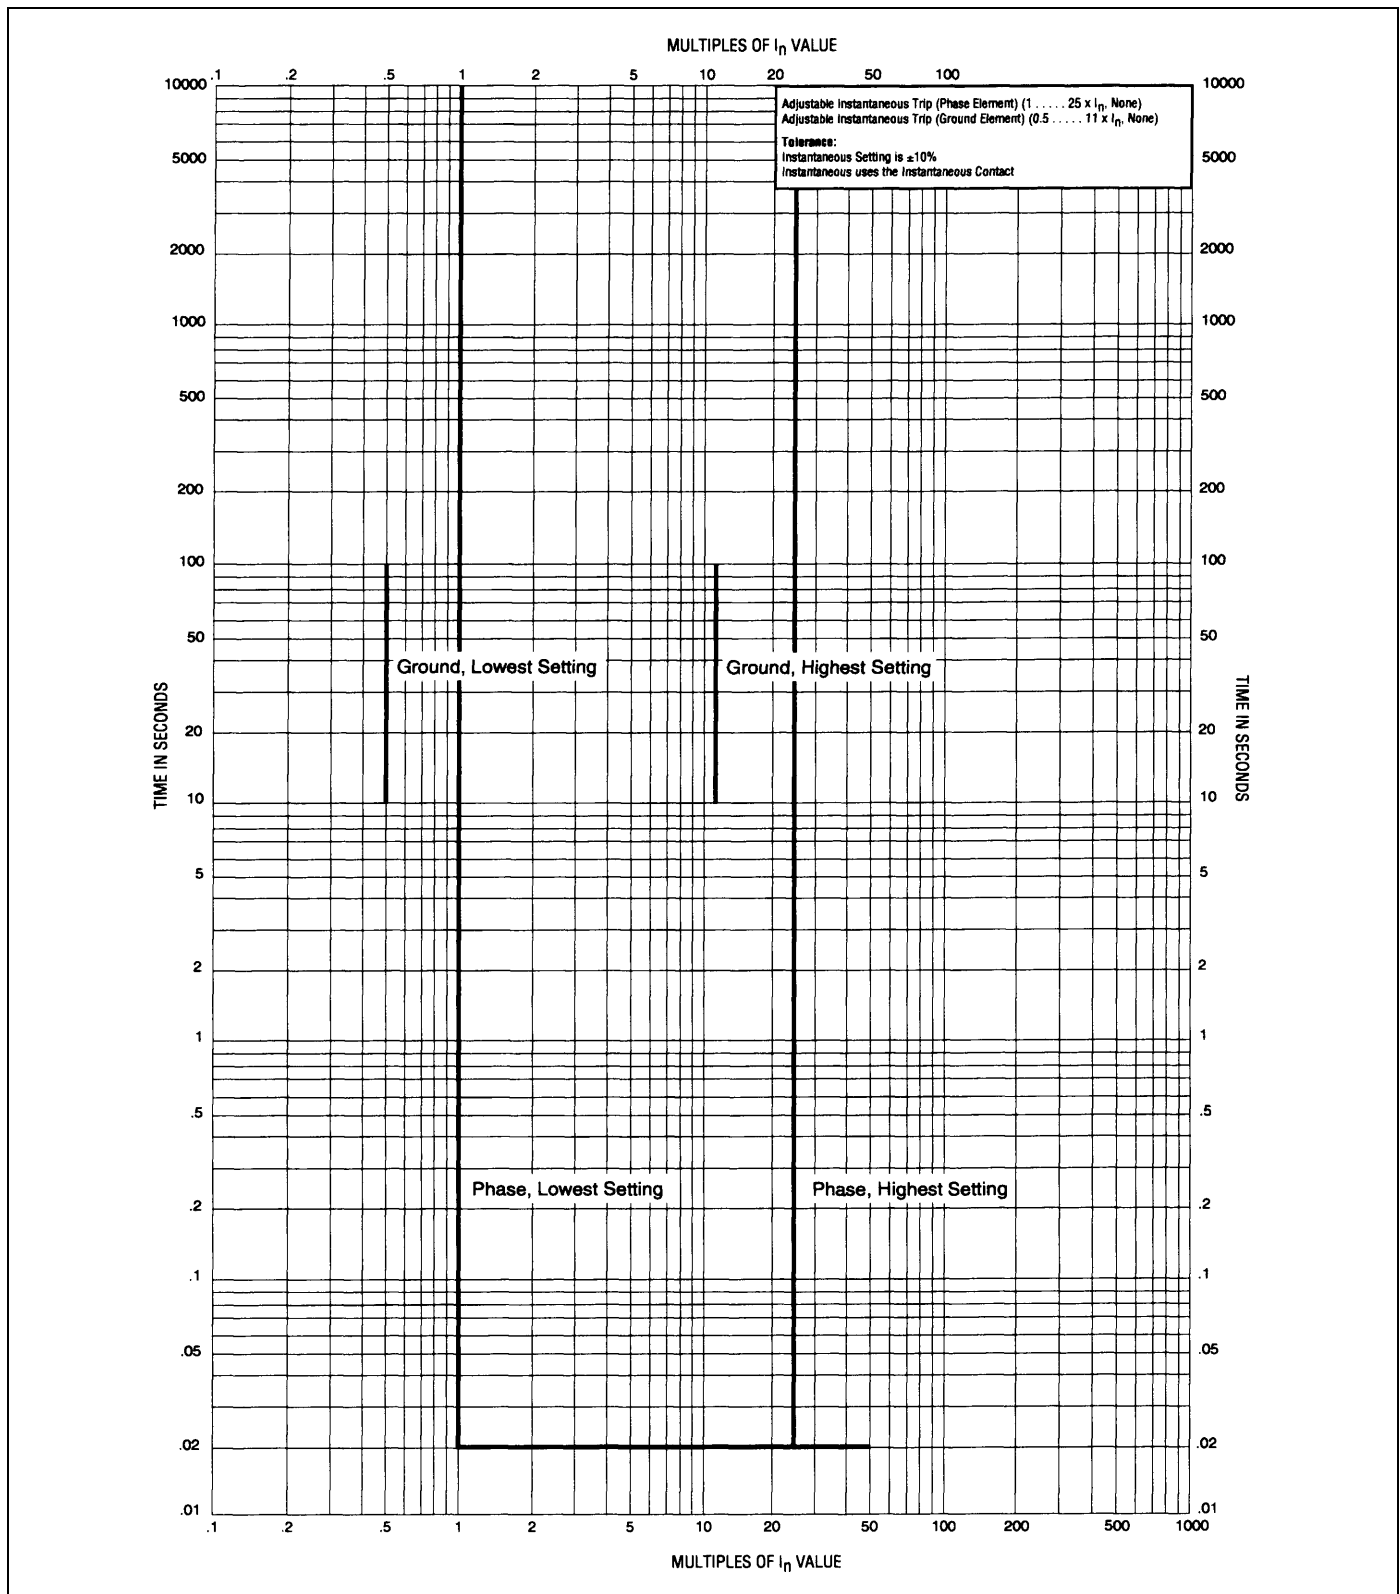 MULTIPLES OF In VALUE
.1 .2 .5 1 2 5 10 20 50 100
10000 10000
Adjustable Instantaneous Trip (Phase Element) (1 . . . . . 25 x In, None)
Adjustable Instantaneous Trip (Ground Element) (0.5 . . . . . 11 x In, None)
Tolerance:
Instantaneous Setting is ±10%
Instantaneous uses the Instantaneous Contact
5000 5000
2000 2000
1000 1000
500 500
200 200
100 100
50 50
Ground, Lowest Setting Ground, Highest Setting
TIME IN SECONDS TIME IN SECONDS
20 20
10 10
5 5
2 2
1 1
.5 .5
Phase, Lowest Setting Phase, Highest Setting
.2 .2
.1 .1
.05 .05
.02 .02
.01 .01
.1 .2 .5 1 2 5 10 20 50 100 200 500 1000
MULTIPLES OF In VALUE